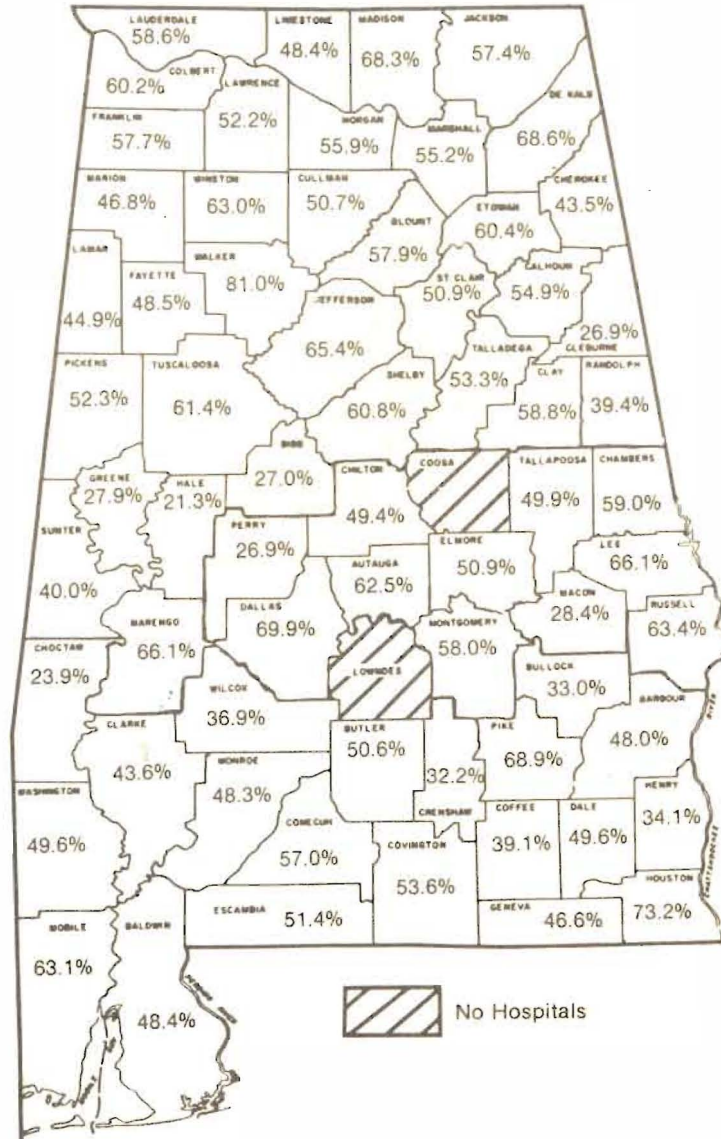 LAUDERDALE
58.6%
LIMESTONE
48.4%
MADISON
68.3%
JACKSON
57.4%
COLBERT
60.2%
LAWRENCE
52.2%
FRANKLIN
57.7%
MORGAN
55.9%
MARSHALL
55.2%
DE KALB
68.6%
MARION
46.8%
WINSTON
63.0%
CULLMAN
50.7%
BLOUNT
57.9%
ETOWAH
60.4%
CHEROKEE
43.5%
LAMAR
44.9%
FAYETTE
48.5%
WALKER
81.0%
JEFFERSON
65.4%
ST CLAIR
50.9%
CALHOUN
54.9%
26.9%
CLEBURNE
PICKENS
52.3%
TUSCALOOSA
61.4%
SHELBY
60.8%
TALLADEGA
53.3%
CLAY
58.8%
RANDOLPH
39.4%
GREENE
27.9%
HALE
21.3%
BIBB
27.0%
CHILTON
49.4%
COOSA
TALLAPOOSA
49.9%
CHAMBERS
59.0%
SUMTER
40.0%
PERRY
26.9%
AUTAUGA
62.5%
ELMORE
50.9%
LEE
66.1%
MARENGO
66.1%
DALLAS
69.9%
LOWNDES
MONTGOMERY
58.0%
MACON
28.4%
RUSSELL
63.4%
CHOCTAW
23.9%
WILCOX
36.9%
BULLOCK
33.0%
CLARKE
43.6%
MONROE
48.3%
BUTLER
50.6%
32.2%
CRENSHAW
PIKE
68.9%
BARBOUR
48.0%
RIVER
WASHINGTON
49.6%
CONECUH
57.0%
COVINGTON
53.6%
COFFEE
39.1%
DALE
49.6%
HENRY
34.1%
CHATTAHOOCHEE
MOBILE
63.1%
BALDWIN
48.4%
ESCAMBIA
51.4%
GENEVA
46.6%
HOUSTON
73.2%
PERDIDO RIVER
MOBILE
BAY
No Hospitals